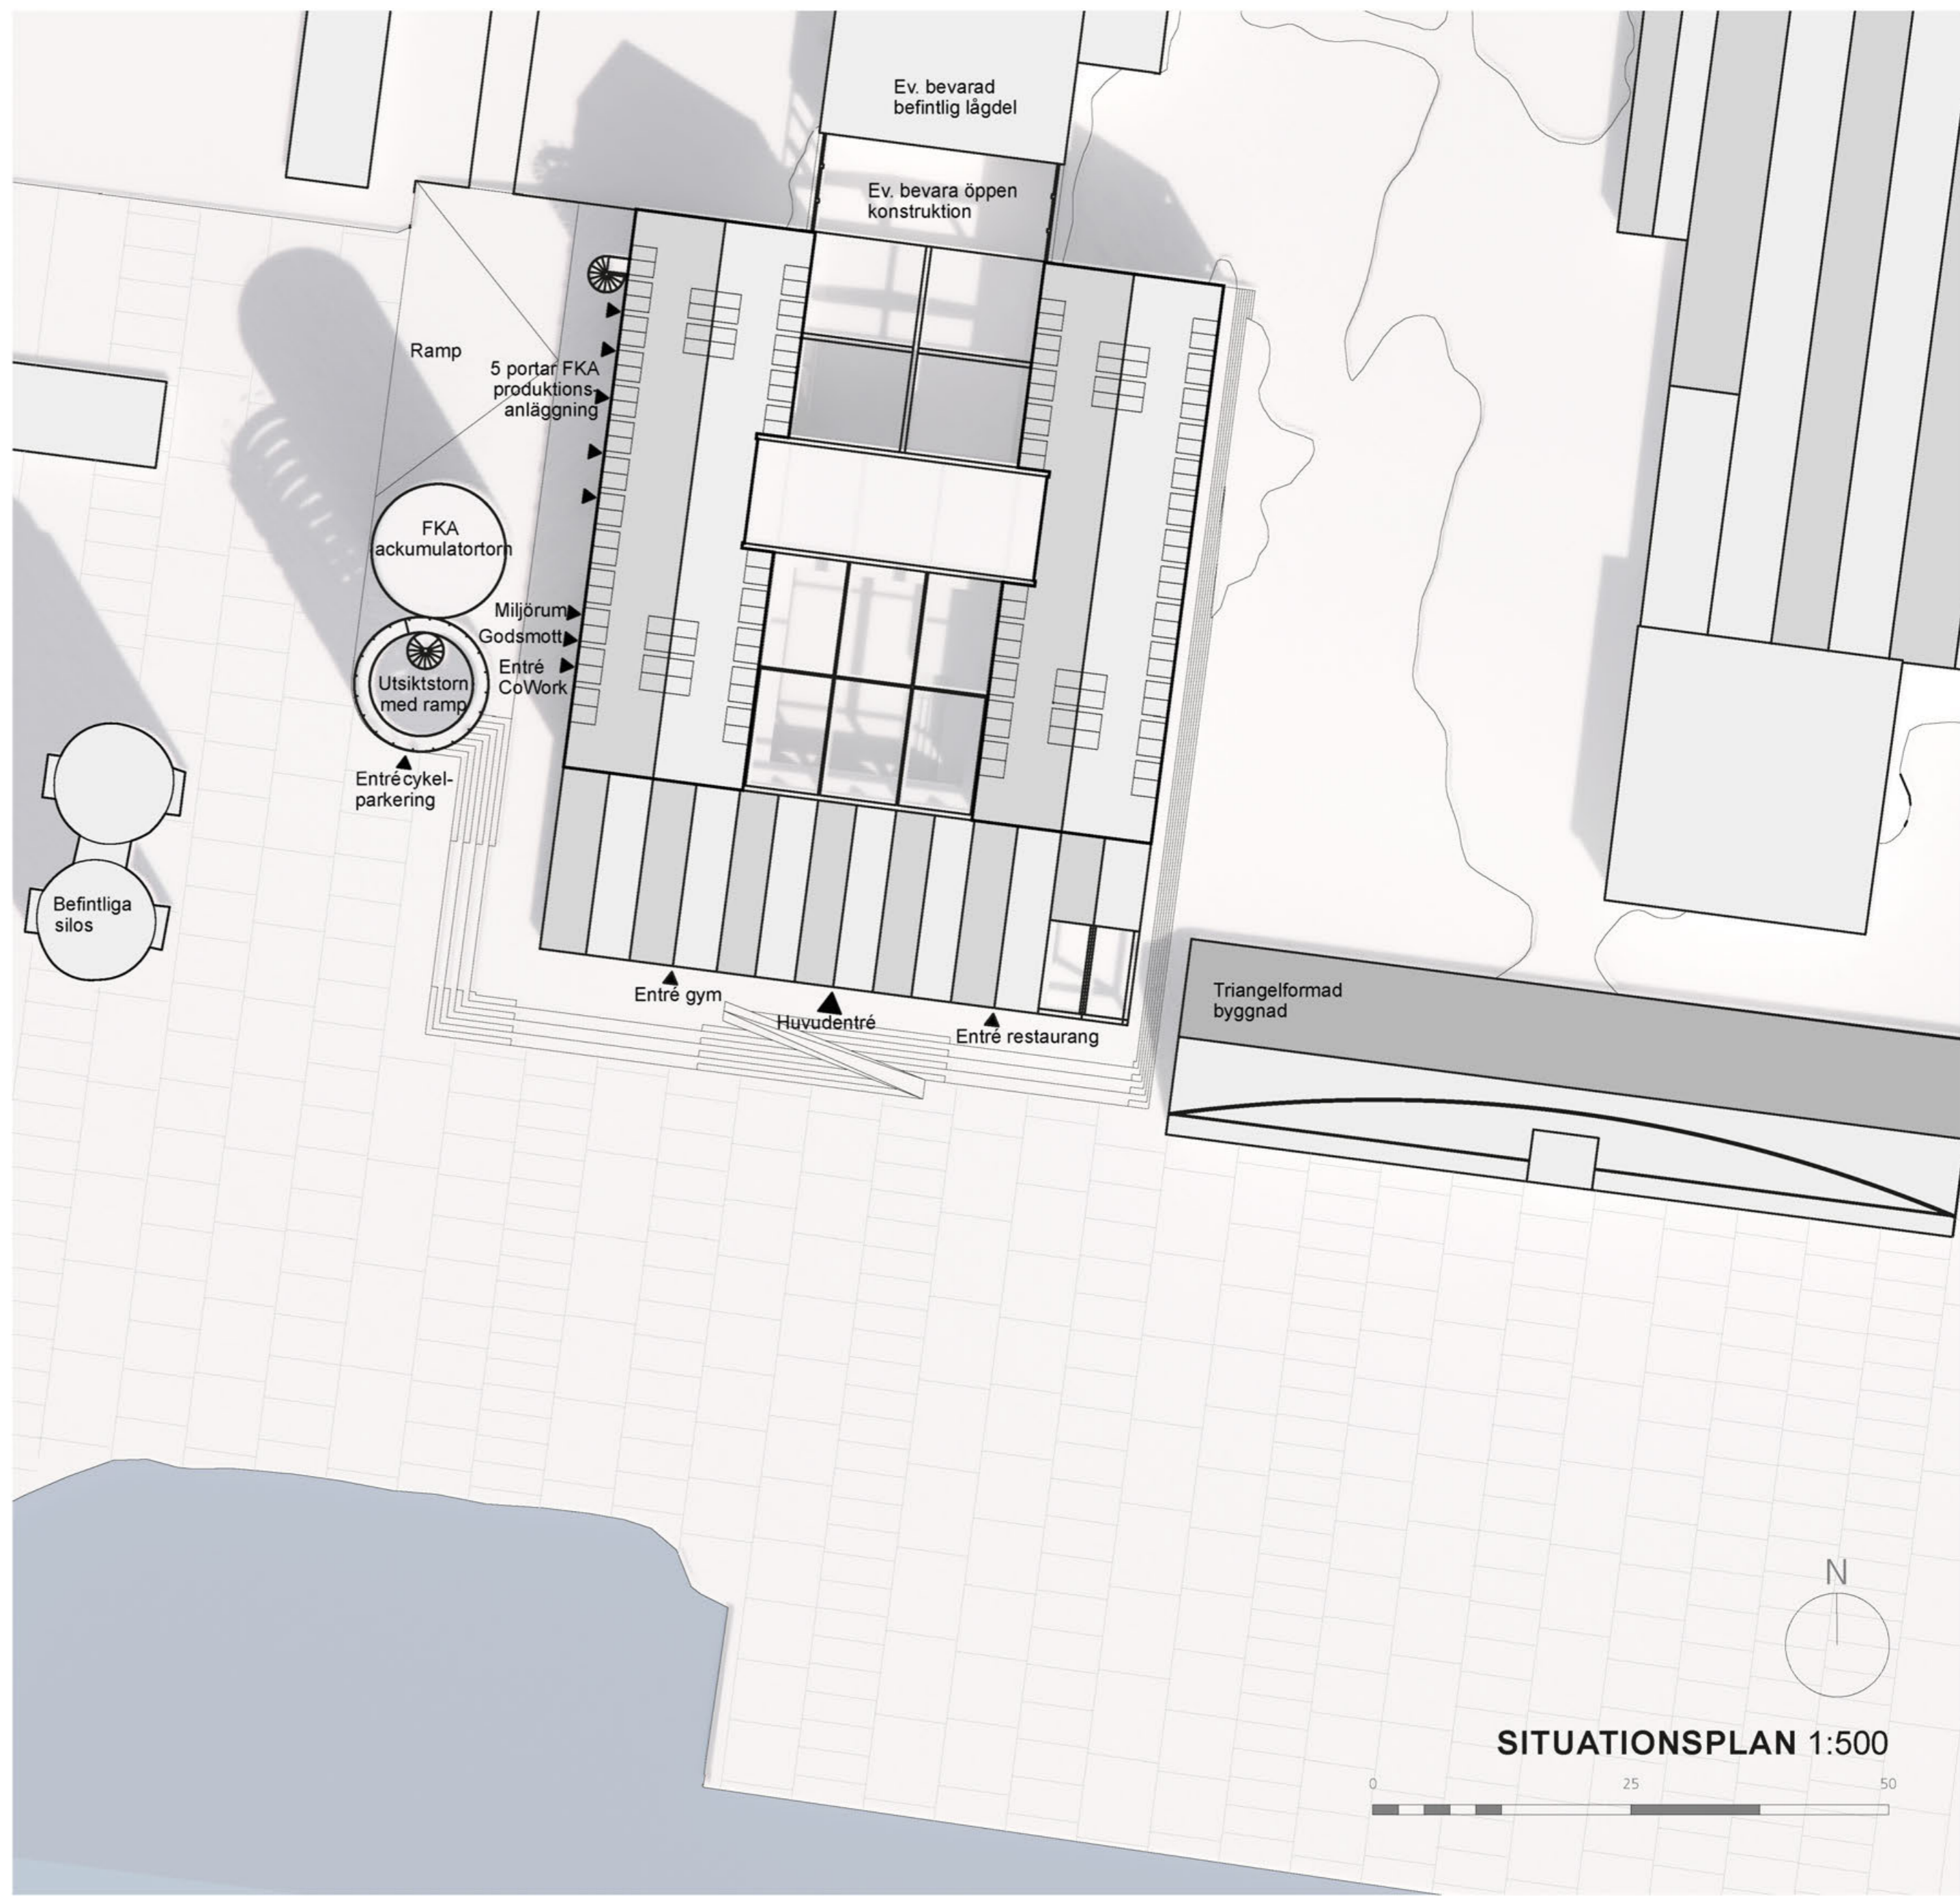 Ev. bevarad
befintlig lågdel
Ev. bevara öppen
konstruktion
Ramp
5 portar FKA
produktions-
anläggning
FKA
ackumulatortorn
Miljörum
Godsmott
Entré
CoWork
Utsiktstorn
med ramp
Entré cykel-
parkering
Befintliga
silos
Entré gym
Huvudentré
Entré restaurang
Triangelformad
byggnad
N
SITUATIONSPLAN 1:500
0 25 50